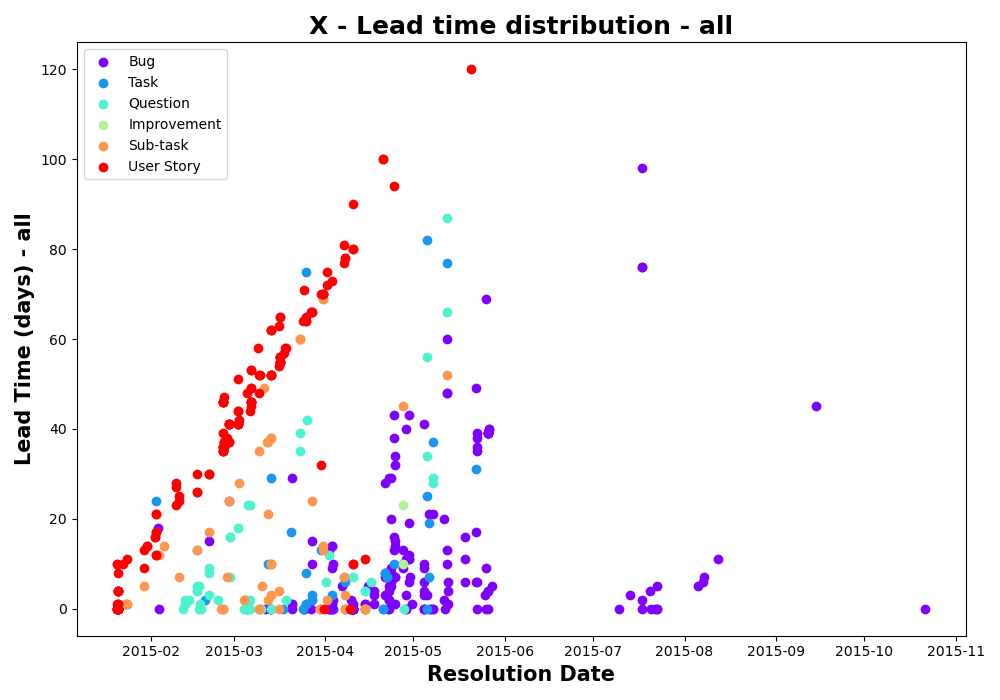 X - Lead time distribution - all
Bug
Task
Question
Improvement
Sub-task
User Story
Lead Time (days) - all
120
100
80
60
40
20
0
2015-02
2015-03
2015-04
2015-05
2015-06
2015-07
2015-08
2015-09
2015-10
2015-11
Resolution Date